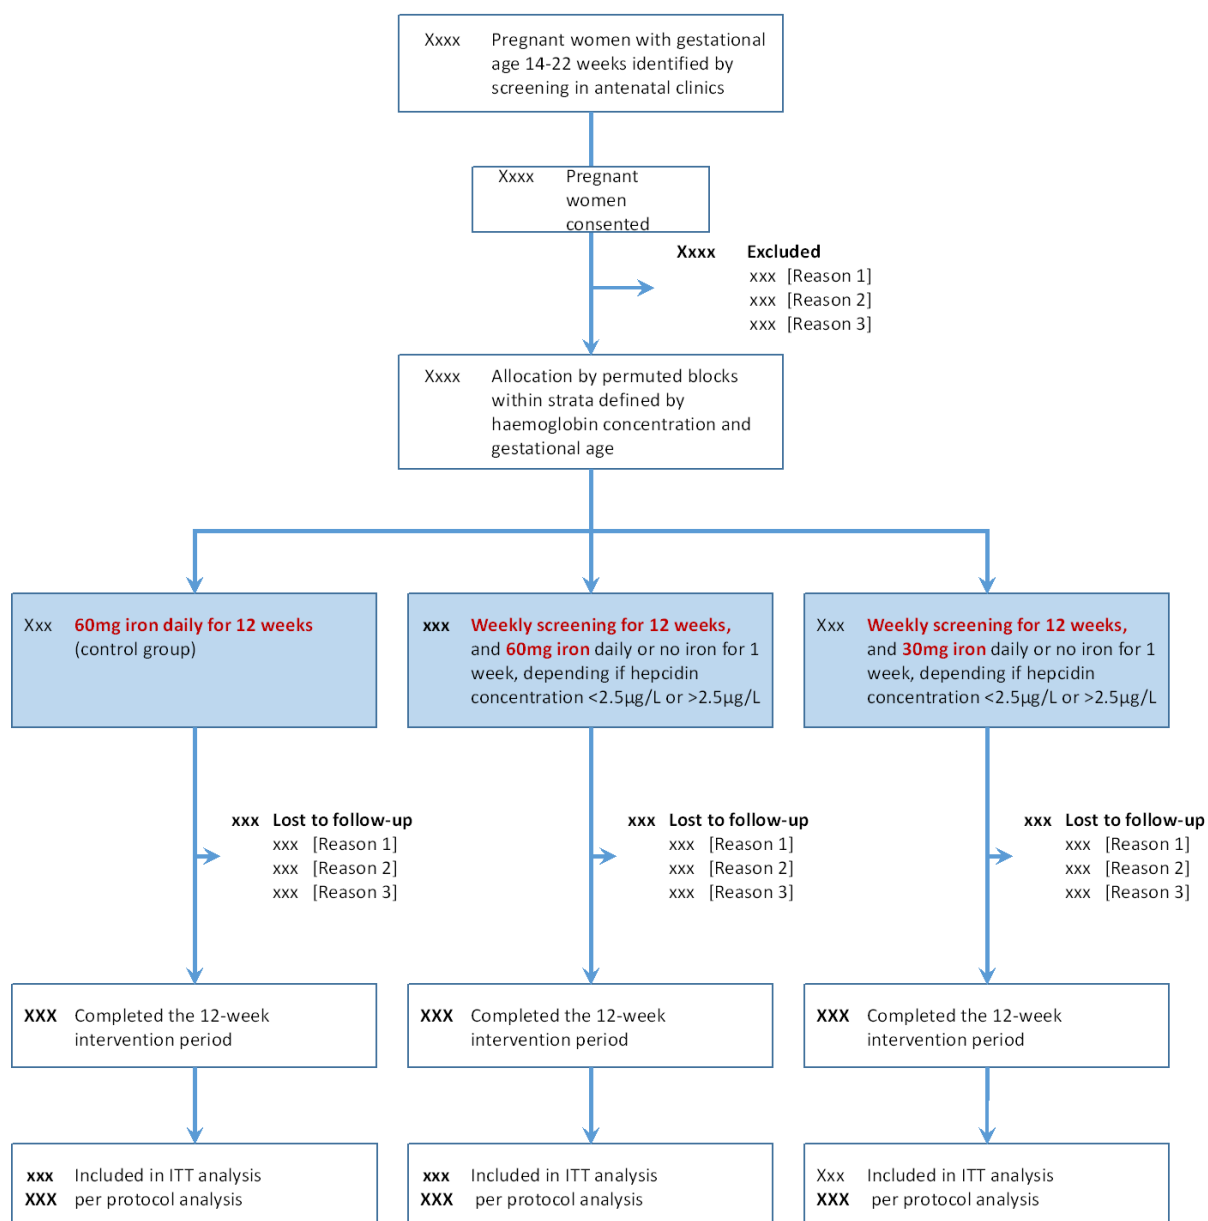 Xxxx Pregnant women with gestational
age 14-22 weeks identified by
screening in antenatal clinics
Xxxx Pregnant
women
consented
Xxxx Excluded
xxx [Reason 1]
xxx [Reason 2]
xxx [Reason 3]
Xxxx Allocation by permuted blocks
within strata defined by
haemoglobin concentration and
gestational age
Xxx 60mg iron daily for 12 weeks
(control group)
xxx Weekly screening for 12 weeks,
and 60mg iron daily or no iron for 1
week, depending if hepcidin
concentration <2.5µg/L or >2.5µg/L
Xxx Weekly screening for 12 weeks,
and 30mg iron daily or no iron for 1
week, depending if hepcidin
concentration <2.5µg/L or >2.5µg/L
xxx Lost to follow-up
xxx [Reason 1]
xxx [Reason 2]
xxx [Reason 3]
xxx Lost to follow-up
xxx [Reason 1]
xxx [Reason 2]
xxx [Reason 3]
xxx Lost to follow-up
xxx [Reason 1]
xxx [Reason 2]
xxx [Reason 3]
XXX Completed the 12-week
intervention period
XXX Completed the 12-week
intervention period
XXX Completed the 12-week
intervention period
xxx Included in ITT analysis
XXX per protocol analysis
xxx Included in ITT analysis
XXX per protocol analysis
Xxx Included in ITT analysis
XXX per protocol analysis